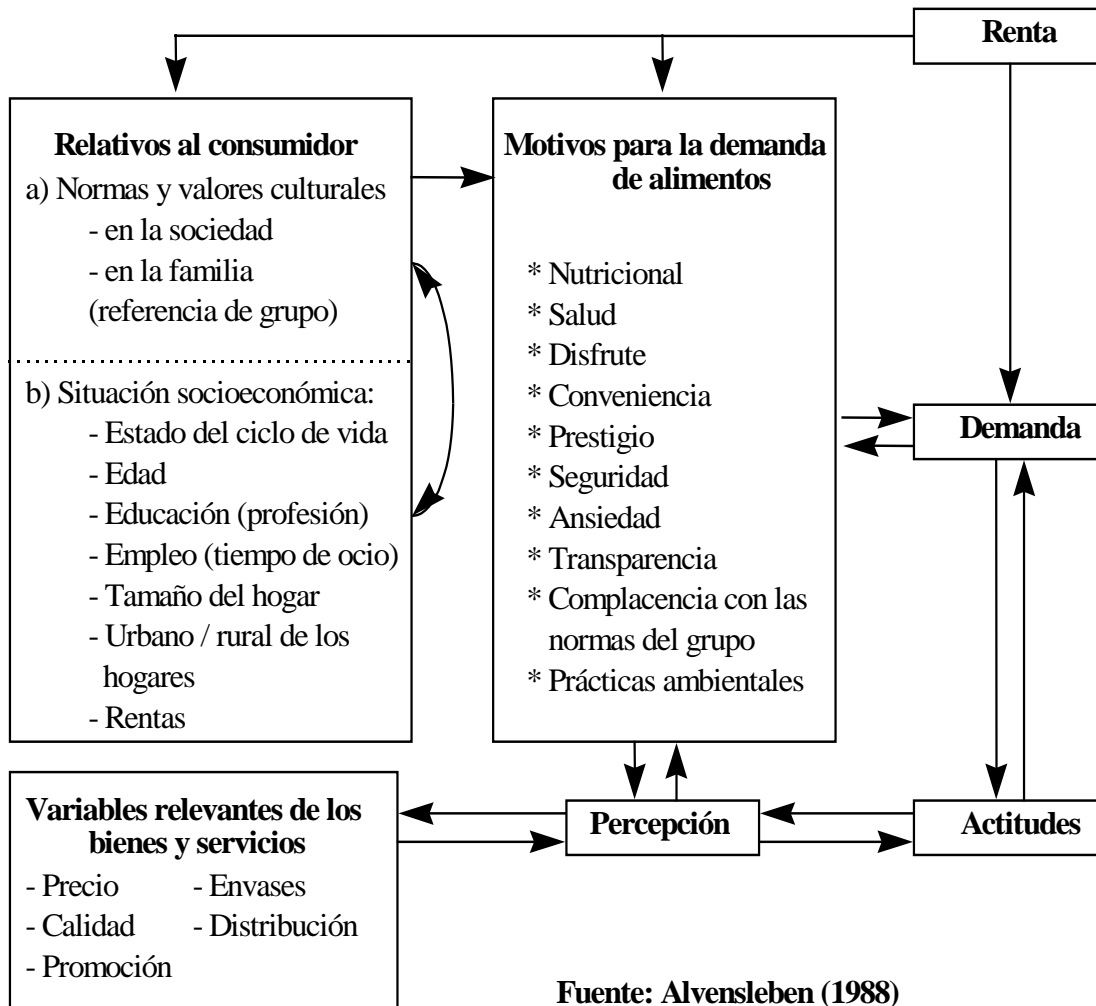 Renta
Relativos al consumidor
a) Normas y valores culturales
- en la sociedad
- en la familia
(referencia de grupo)
b) Situación socioeconómica:
- Estado del ciclo de vida
- Edad
- Educación (profesión)
- Empleo (tiempo de ocio)
- Tamaño del hogar
- Urbano / rural de los
hogares
- Rentas
Motivos para la demanda
de alimentos
* Nutricional
* Salud
* Disfrute
* Conveniencia
* Prestigio
* Seguridad
* Ansiedad
* Transparencia
* Complacencia con las
normas del grupo
* Prácticas ambientales
Demanda
Variables relevantes de los
bienes y servicios
- Precio - Envases
- Calidad - Distribución
- Promoción
Percepción
Actitudes
Fuente: Alvensleben (1988)